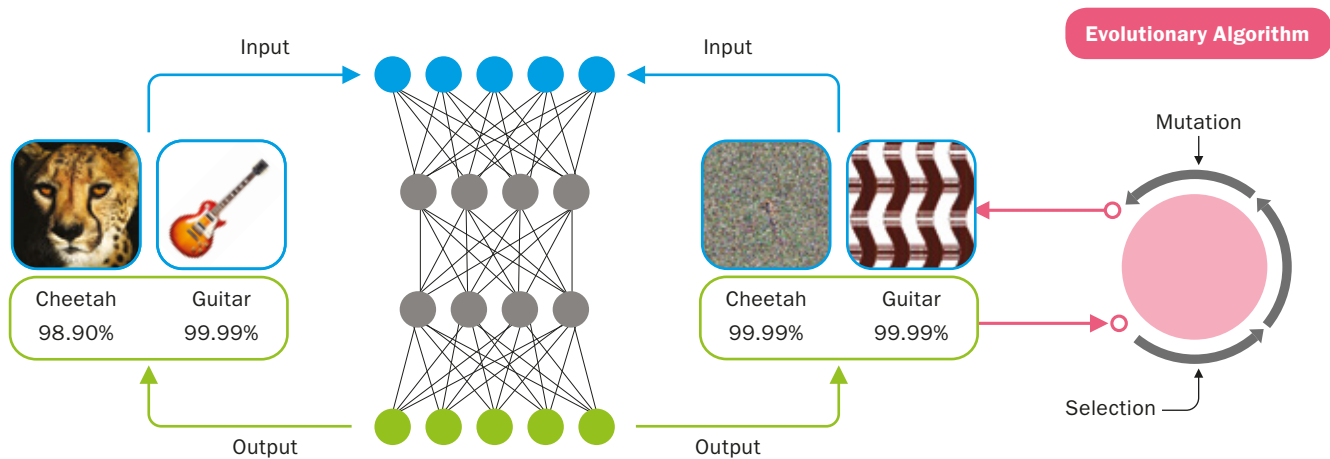 Evolutionary Algorithm
Input
Input
Mutation
Cheetah
Guitar
98.90%
99.99%
Cheetah
Guitar
99.99%
99.99%
Selection
Output
Output